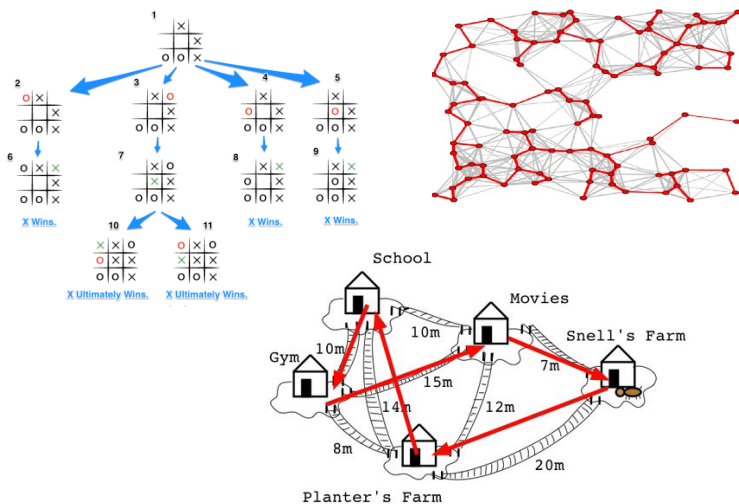 1
X
X
O O X
2
O X
X
O O X
3
X O
X
O O X
4
X
O X
O O X
5
X
O X
O O X
6
O X X
X
O O X
X Wins.
7
X O
X X
O O X
8
X X
O X
O O X
X Wins.
9
X X
O X
O O X
X Wins.
10
X X O
O X X
O O X
X Ultimately Wins.
11
O X O
X X X
O O X
X Ultimately Wins.
School
Movies
Snell's Farm
Gym
Planter's Farm
10m
10m
15m
7m
14m
12m
8m
20m